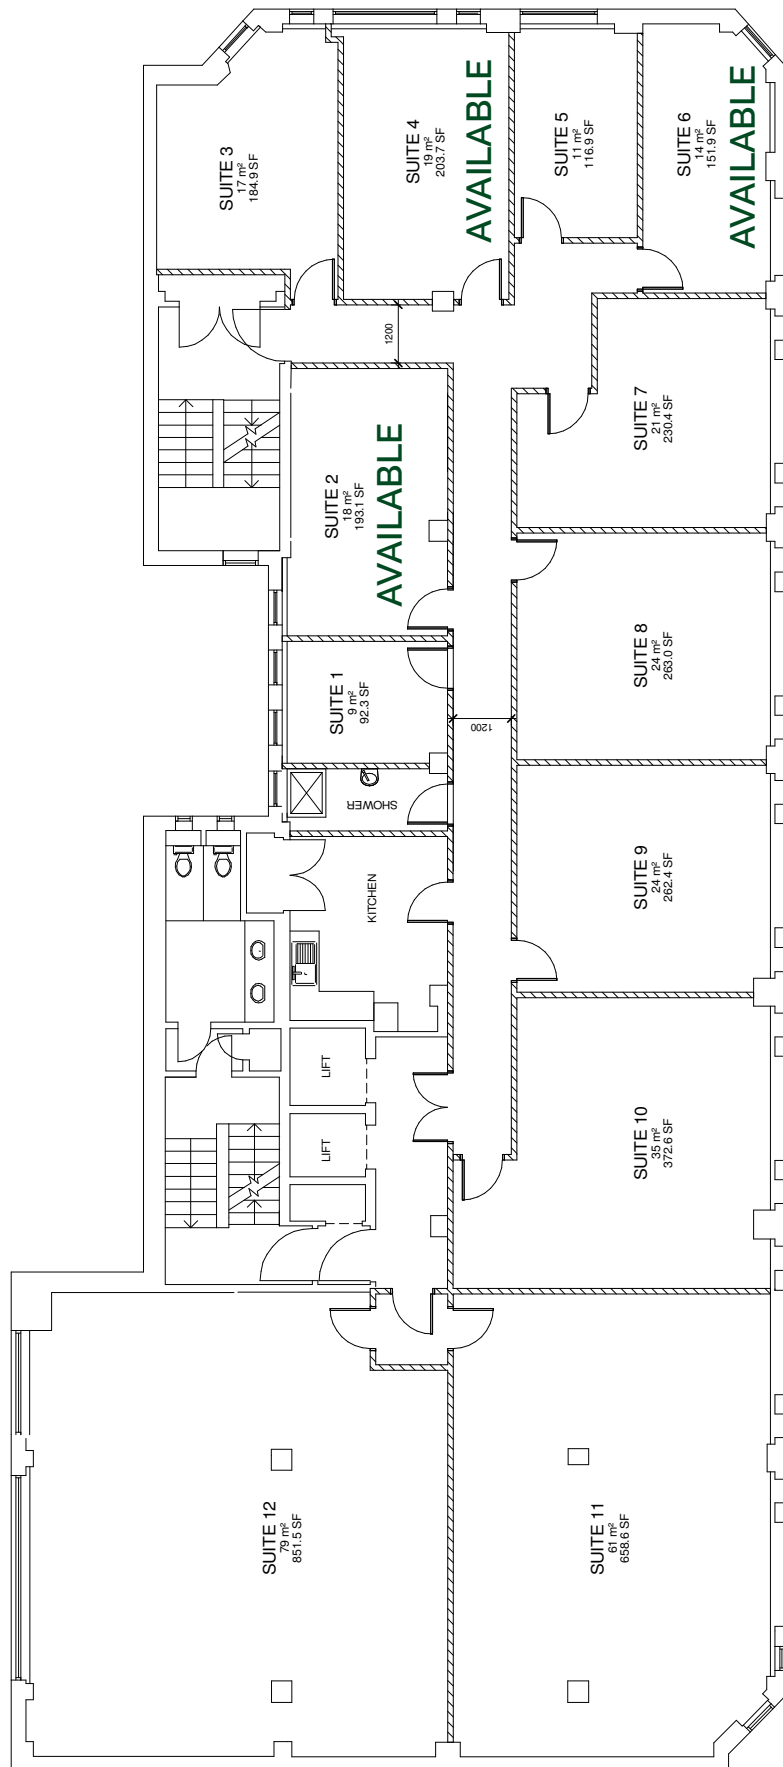 SUITE 3
17 m²
184.9 SF
SUITE 4
19 m²
203.7 SF
AVAILABLE
SUITE 5
11 m²
116.9 SF
SUITE 6
14 m²
151.9 SF
AVAILABLE
1200
SUITE 2
18 m²
193.1 SF
AVAILABLE
SUITE 7
21 m²
230.4 SF
SUITE 1
9 m²
92.3 SF
1200
SUITE 8
24 m²
263.0 SF
SHOWER
KITCHEN
SUITE 9
24 m²
262.4 SF
LIFT
LIFT
SUITE 10
35 m²
372.6 SF
SUITE 12
79 m²
851.5 SF
SUITE 11
61 m²
658.6 SF